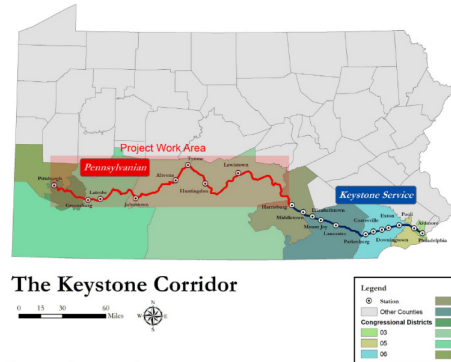 Project Work Area
Pennsylvanian
Keystone Service
Pittsburgh
Greensburg
Latrobe
Johnstown
Altoona
Tyrone
Huntingdon
Lewistown
Harrisburg
Middletown
Elizabethtown
Mount Joy
Lancaster
Parkesburg
Coatesville
Downingtown
Exton
Paoli
Ardmore
Philadelphia
The Keystone Corridor
0 15 30 60
Miles
N
W E
S
Legend
Station
Other Counties
Congressional Districts
03
05
06